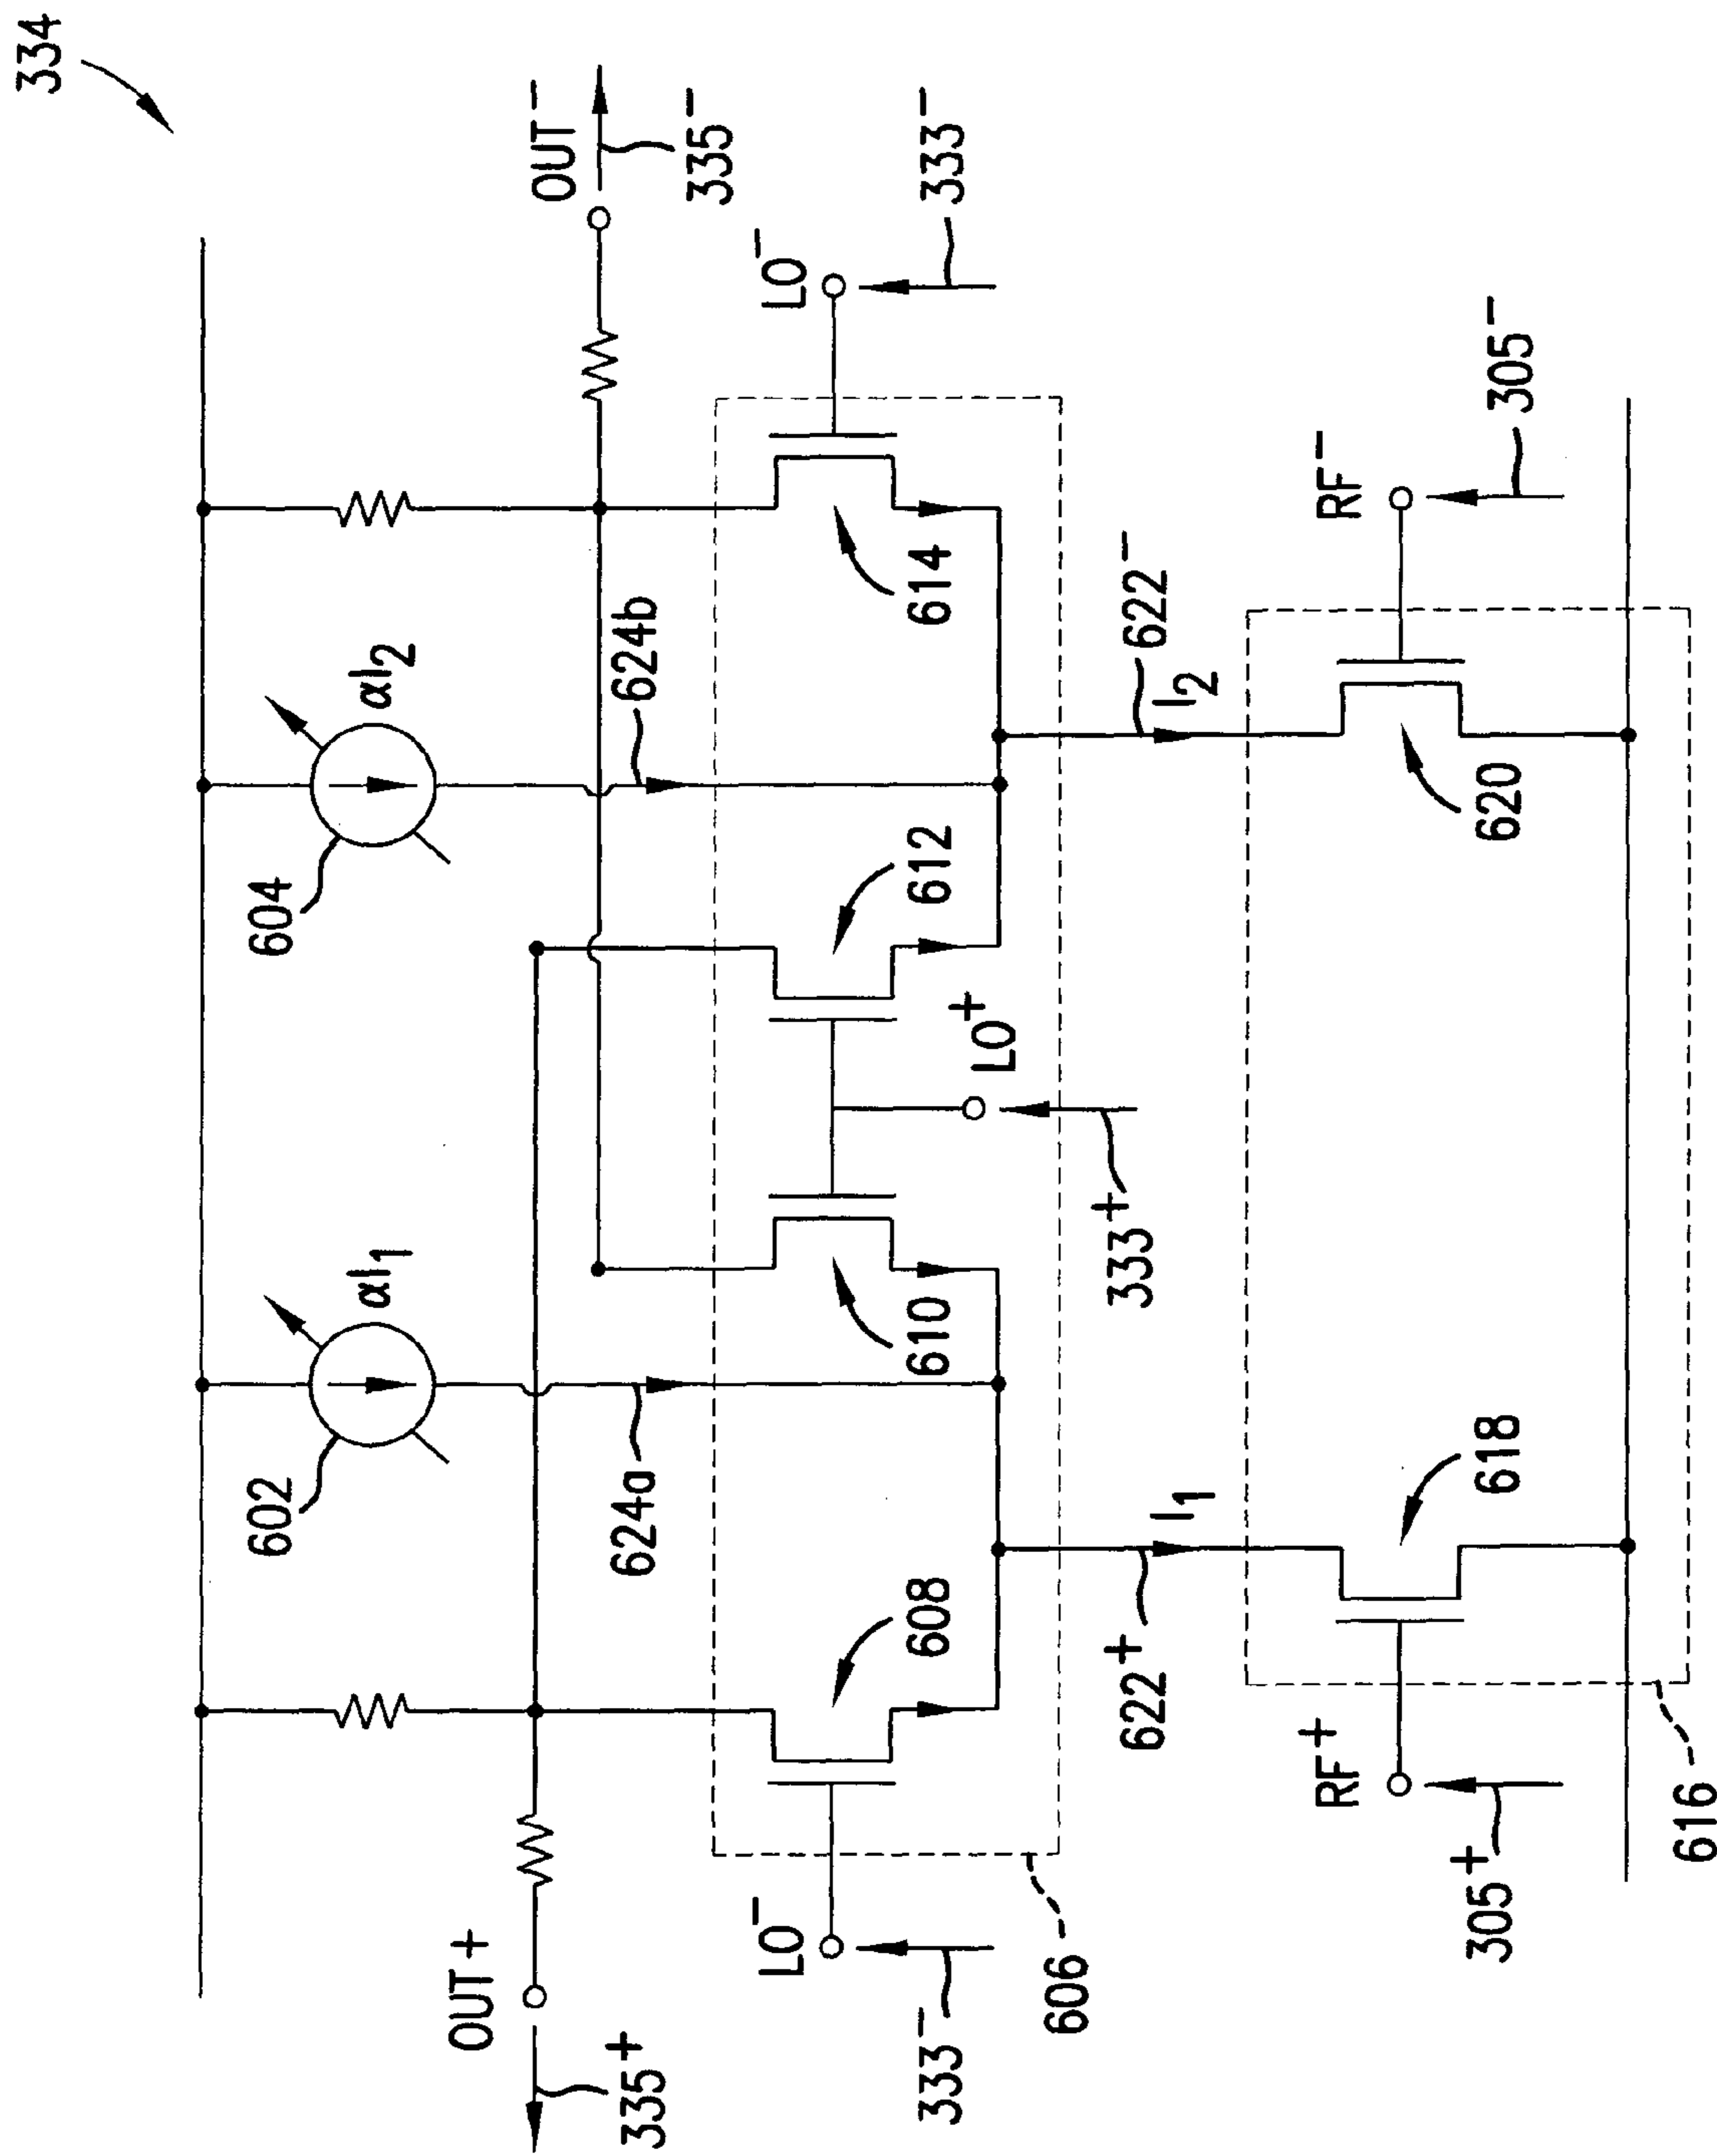 334
OUT⁻
335⁻
αI₂
604
624b
αI₁
602
624a
OUT+
335⁺
LO⁻
333⁻
614
612
610
608
LO⁺
333⁺
LO⁻
333⁻
606
622⁻
I₂
I₁
622⁺
RF⁻
305⁻
620
618
RF⁺
305⁺
616